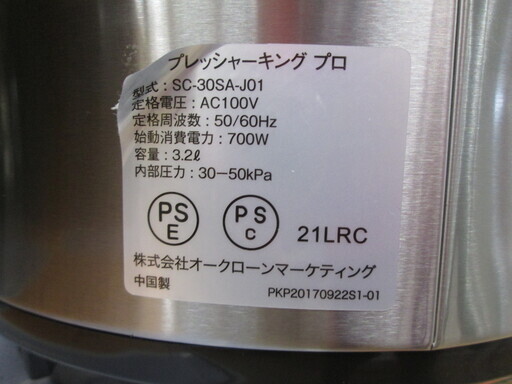 プレッシャーキング プロ
型式 : SC-30SA-J01
定格電圧 : AC100V
定格周波数 : 50/60Hz
始動消費電力 : 700W
容量 : 3.2ℓ
内部圧力 : 30−50kPa
PS
E
PS
C
21LRC
株式会社オークローンマーケティング
中国製
PKP20170922S1-01